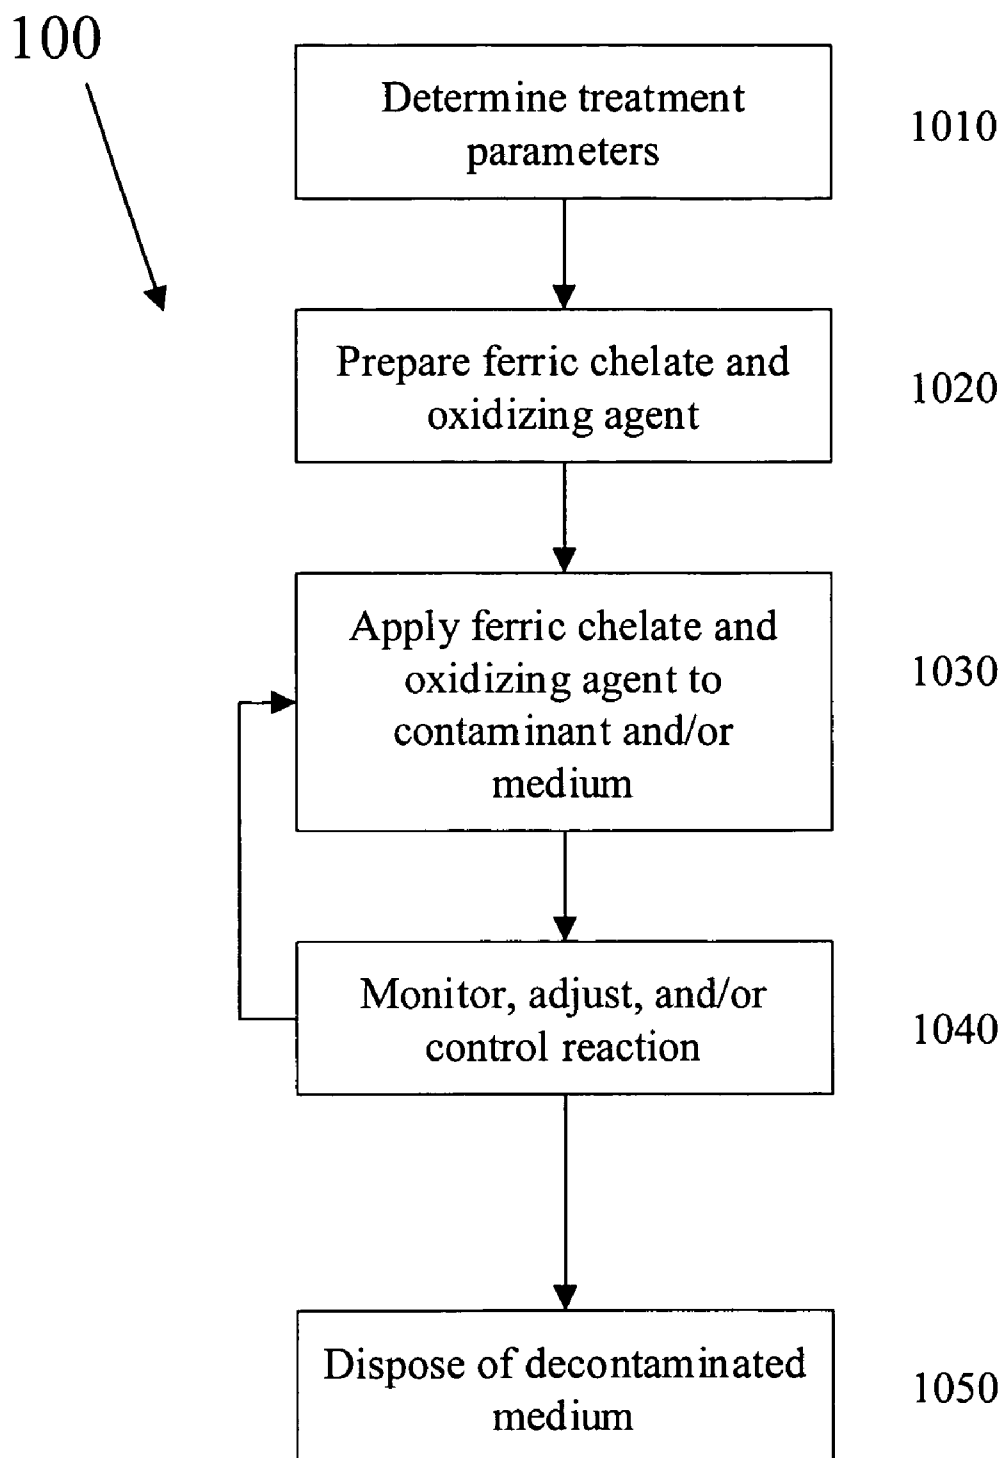 100
Determine treatment
parameters
1010
Prepare ferric chelate and
oxidizing agent
1020
Apply ferric chelate and
oxidizing agent to
contaminant and/or
medium
1030
Monitor, adjust, and/or
control reaction
1040
Dispose of decontaminated
medium
1050